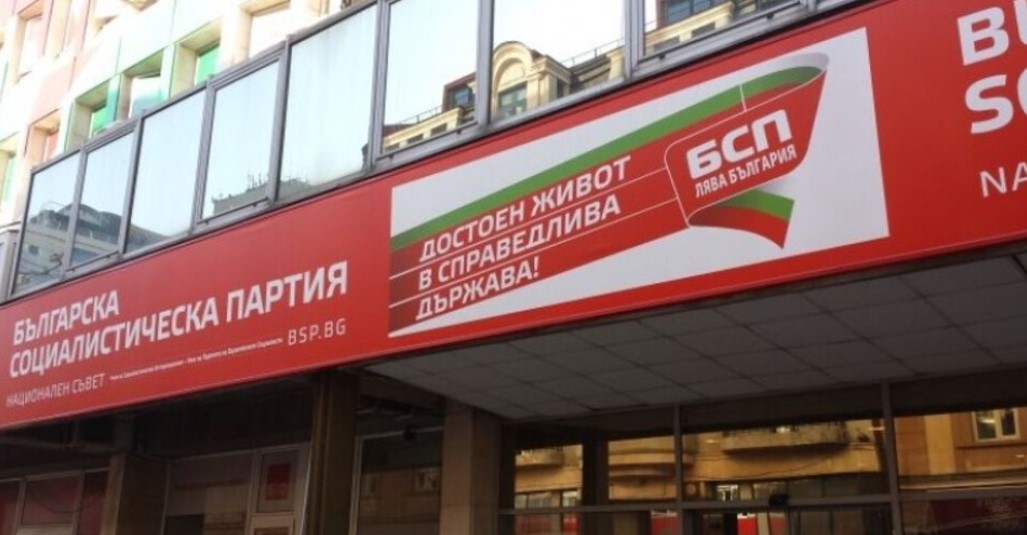 БЪЛГАРСКА
СОЦИАЛИСТИЧЕСКА ПАРТИЯ
НАЦИОНАЛЕН СЪВЕТ
BSP.BG
ДОСТОЕН ЖИВОТ
В СПРАВЕДЛИВА
ДЪРЖАВА!
БСП
ЛЯВА БЪЛГАРИЯ
BU
SO
NA